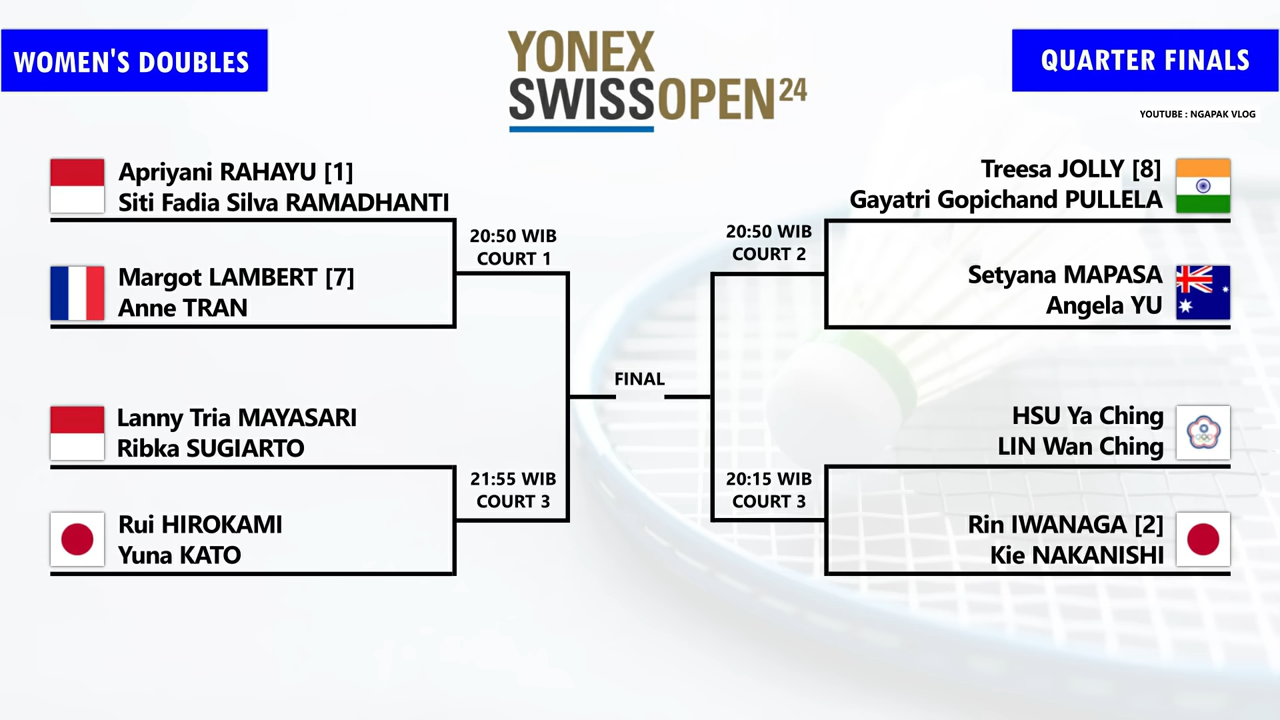 WOMEN'S DOUBLES
YONEX
SWISSOPEN24
QUARTER FINALS
YOUTUBE : NGAPAK VLOG
Apriyani RAHAYU [1]
Siti Fadia Silva RAMADHANTI
20:50 WIB
COURT 1
Margot LAMBERT [7]
Anne TRAN
Lanny Tria MAYASARI
Ribka SUGIARTO
21:55 WIB
COURT 3
Rui HIROKAMI
Yuna KATO
FINAL
Treesa JOLLY [8]
Gayatri Gopichand PULLELA
20:50 WIB
COURT 2
Setyana MAPASA
Angela YU
HSU Ya Ching
LIN Wan Ching
20:15 WIB
COURT 3
Rin IWANAGA [2]
Kie NAKANISHI